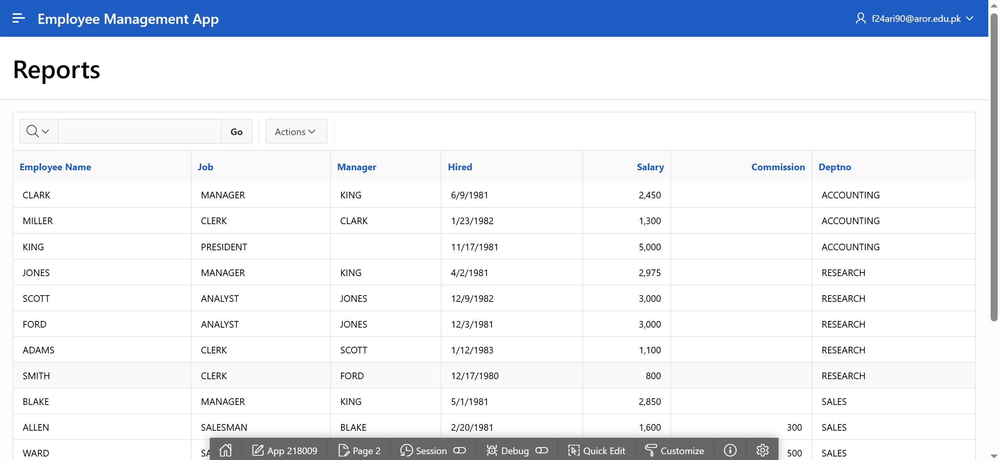 Employee Management App
f24ari90@aror.edu.pk
Reports
Go
Actions
Employee Name Job Manager Hired Salary Commission Deptno
CLARK MANAGER KING 6/9/1981 2,450 ACCOUNTING
MILLER CLERK CLARK 1/23/1982 1,300 ACCOUNTING
KING PRESIDENT 11/17/1981 5,000 ACCOUNTING
JONES MANAGER KING 4/2/1981 2,975 RESEARCH
SCOTT ANALYST JONES 12/9/1982 3,000 RESEARCH
FORD ANALYST JONES 12/3/1981 3,000 RESEARCH
ADAMS CLERK SCOTT 1/12/1983 1,100 RESEARCH
SMITH CLERK FORD 12/17/1980 800 RESEARCH
BLAKE MANAGER KING 5/1/1981 2,850 SALES
ALLEN SALESMAN BLAKE 2/20/1981 1,600 300 SALES
WARD 500 SALES
App 218009 Page 2 Session Debug Quick Edit Customize